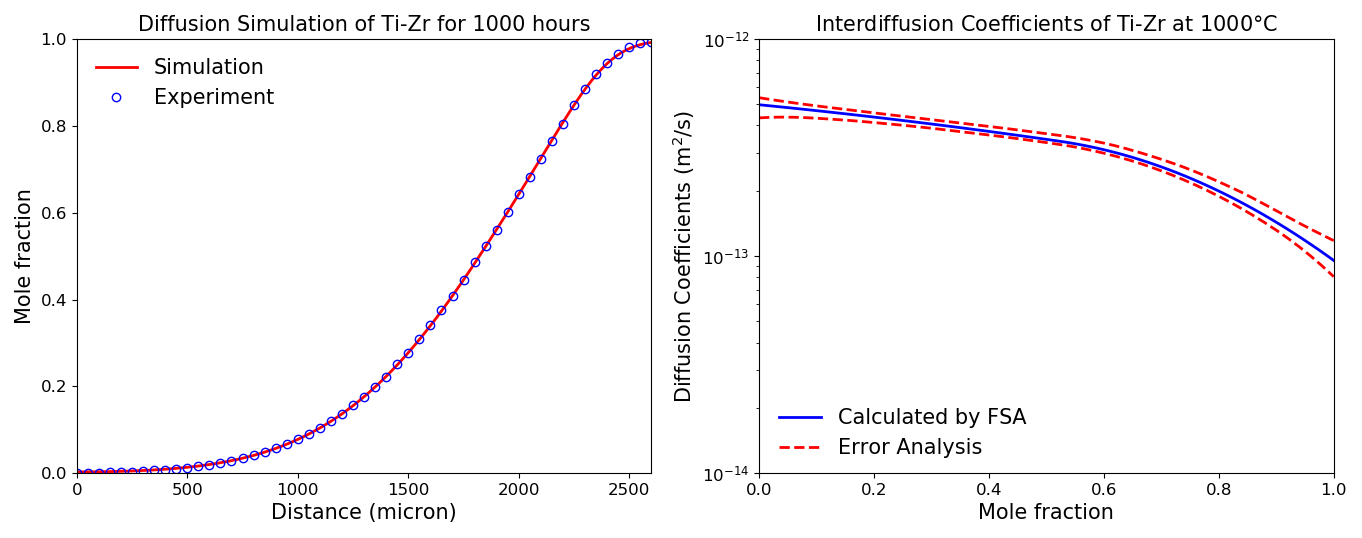 Diffusion Simulation of Ti-Zr for 1000 hours
1.0
0.8
0.6
0.4
0.2
0.0
Mole fraction
Simulation
Experiment
0
500
1000
1500
2000
2500
Distance (micron)
Interdiffusion Coefficients of Ti-Zr at 1000°C
10⁻¹²
10⁻¹³
10⁻¹⁴
Diffusion Coefficients (m²/s)
Calculated by FSA
Error Analysis
0.0
0.2
0.4
0.6
0.8
1.0
Mole fraction